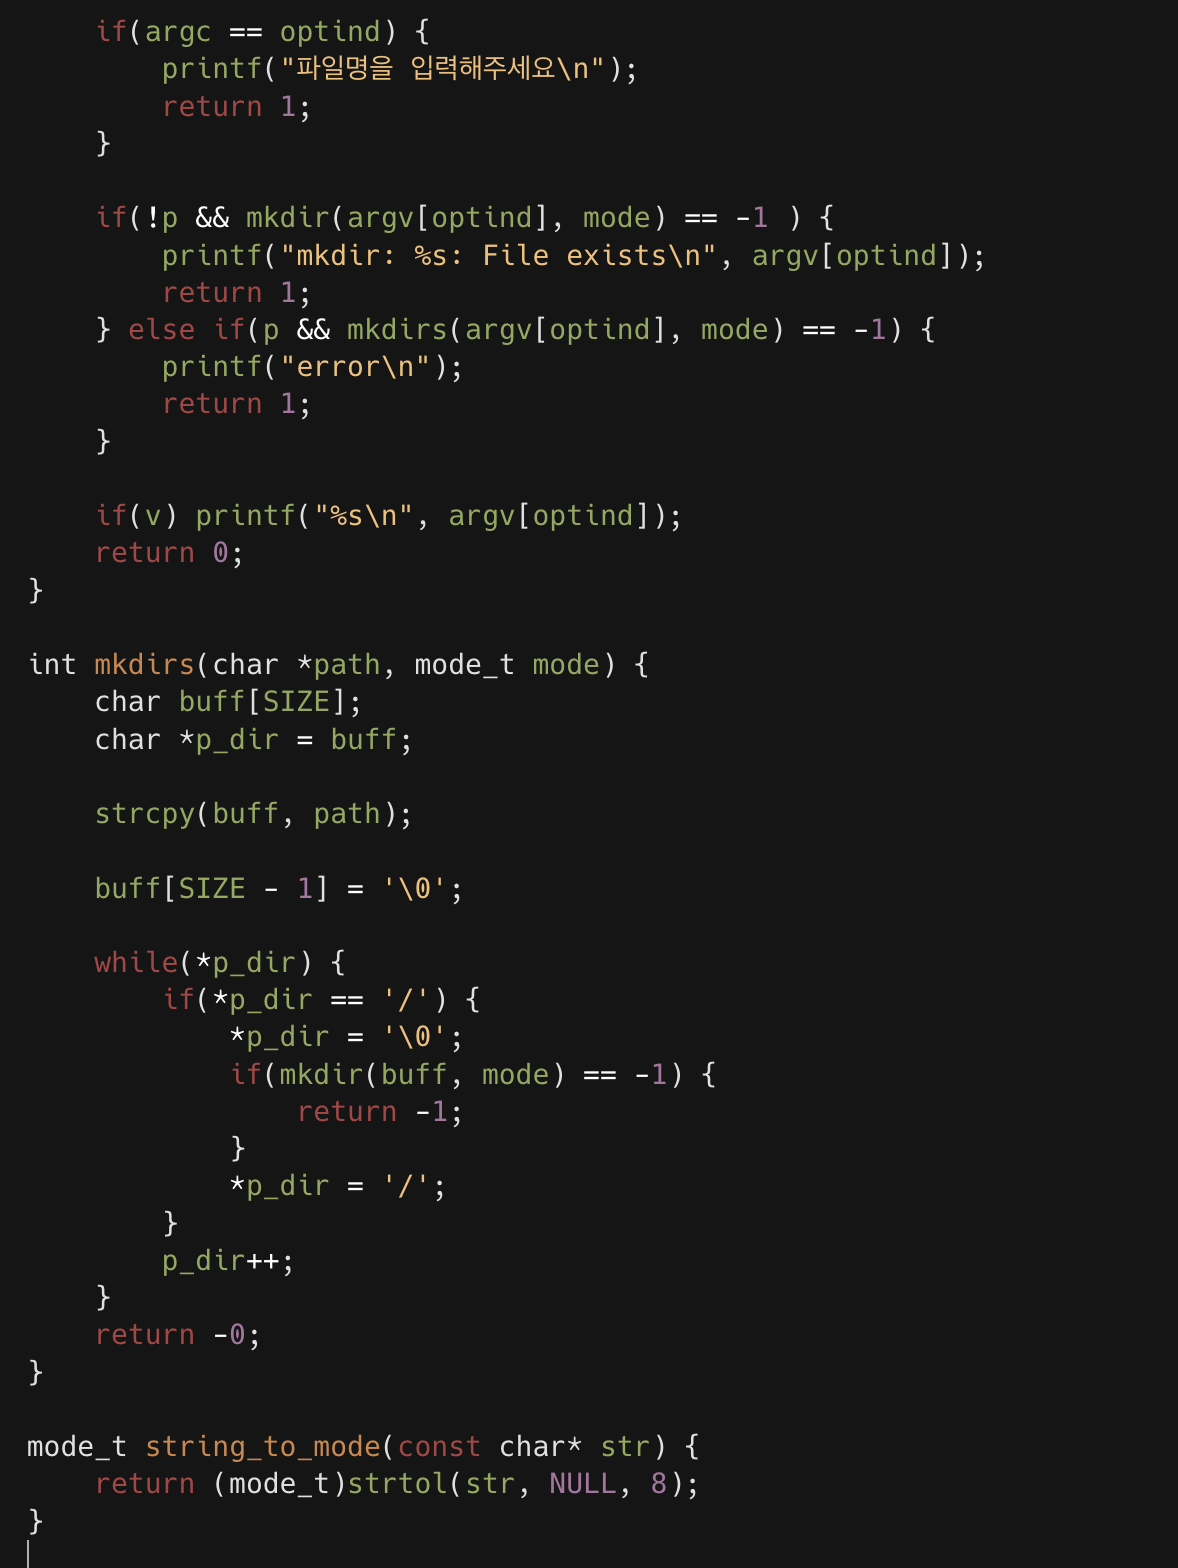 if(argc == optind) {
printf("파일명을 입력해주세요\n");
return 1;
}
if(!p && mkdir(argv[optind], mode) == -1 ) {
printf("mkdir: %s: File exists\n", argv[optind]);
return 1;
} else if(p && mkdirs(argv[optind], mode) == -1) {
printf("error\n");
return 1;
}
if(v) printf("%s\n", argv[optind]);
return 0;
}
int mkdirs(char *path, mode_t mode) {
char buff[SIZE];
char *p_dir = buff;
strcpy(buff, path);
buff[SIZE - 1] = '\0';
while(*p_dir) {
if(*p_dir == '/') {
*p_dir = '\0';
if(mkdir(buff, mode) == -1) {
return -1;
}
*p_dir = '/';
}
p_dir++;
}
return -0;
}
mode_t string_to_mode(const char* str) {
return (mode_t)strtol(str, NULL, 8);
}